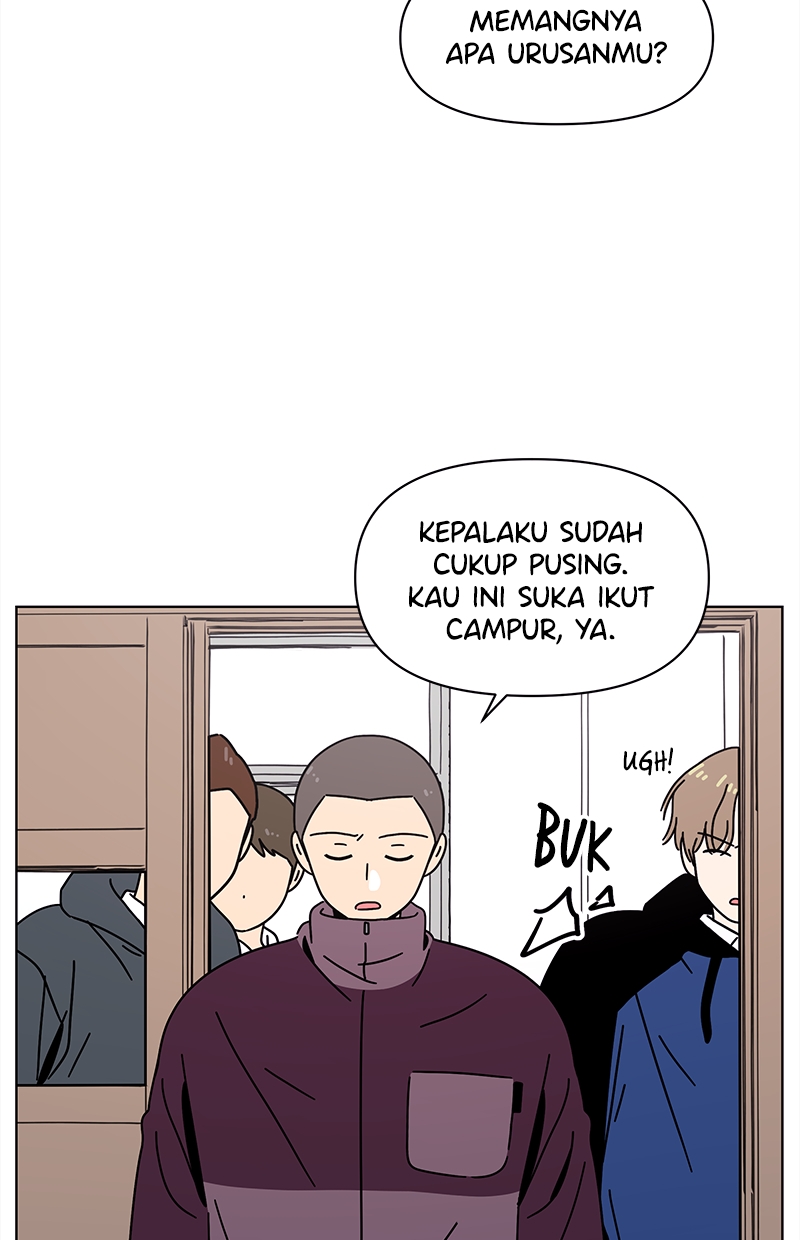 MEMANGNYA
APA URUSANMU?
KEPALAKU SUDAH
CUKUP PUSING.
KAU INI SUKA IKUT
CAMPUR, YA.
UGH!
BUK